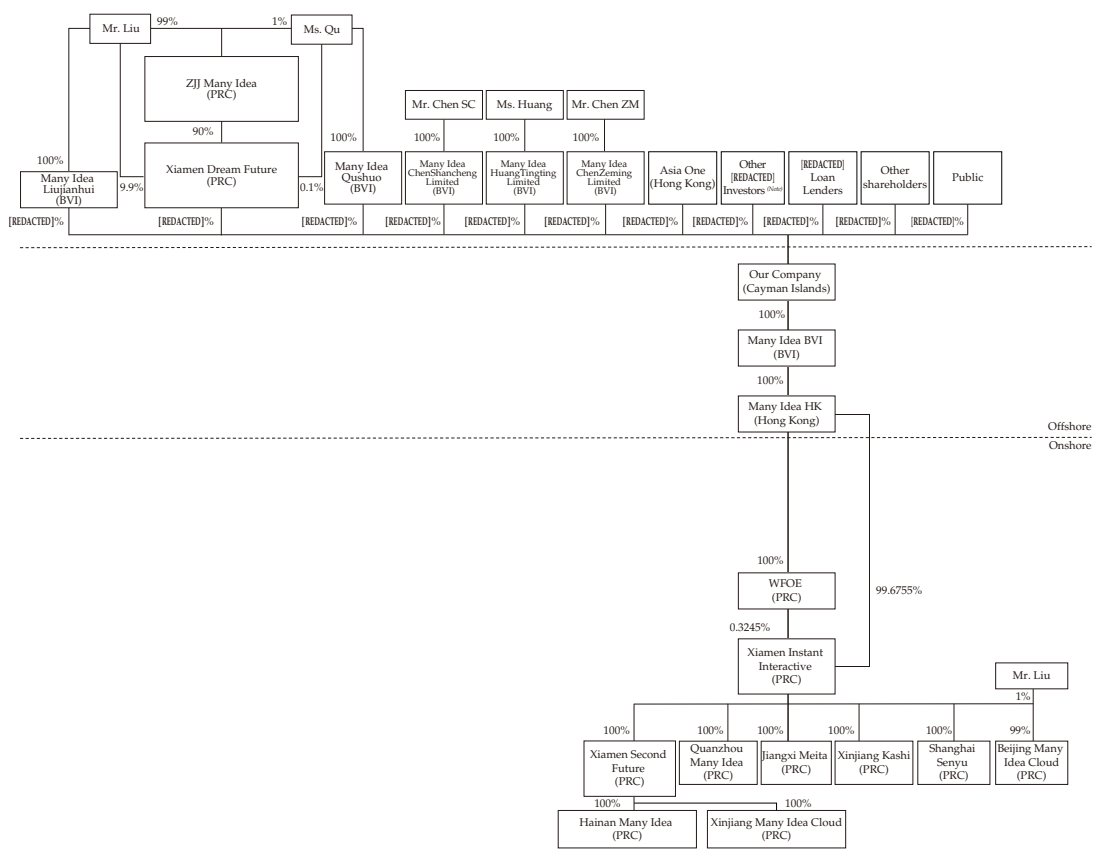 Mr. Liu
99%
1%
Ms. Qu
ZJJ Many Idea
(PRC)
90%
Mr. Chen SC
Ms. Huang
Mr. Chen ZM
100%
100%
100%
100%
100%
Many Idea
Liujianhui
(BVI)
9.9%
Xiamen Dream Future
(PRC)
0.1%
Many Idea
Qushuo
(BVI)
Many Idea
ChenShancheng
Limited
(BVI)
Many Idea
HuangTingting
Limited
(BVI)
Many Idea
ChenZeming
Limited
(BVI)
Asia One
(Hong Kong)
Other
[REDACTED]
Investors (Note)
[REDACTED]
Loan
Lenders
Other
shareholders
Public
[REDACTED]%
[REDACTED]%
[REDACTED]%
[REDACTED]%
[REDACTED]%
[REDACTED]%
[REDACTED]%
[REDACTED]%
[REDACTED]%
[REDACTED]%
[REDACTED]%
Our Company
(Cayman Islands)
100%
Many Idea BVI
(BVI)
100%
Many Idea HK
(Hong Kong)
Offshore
Onshore
100%
WFOE
(PRC)
99.6755%
0.3245%
Xiamen Instant
Interactive
(PRC)
Mr. Liu
1%
100%
100%
100%
100%
100%
99%
Xiamen Second
Future
(PRC)
Quanzhou
Many Idea
(PRC)
Jiangxi Meita
(PRC)
Xinjiang Kashi
(PRC)
Shanghai
Senyu
(PRC)
Beijing Many
Idea Cloud
(PRC)
100%
100%
Hainan Many Idea
(PRC)
Xinjiang Many Idea Cloud
(PRC)